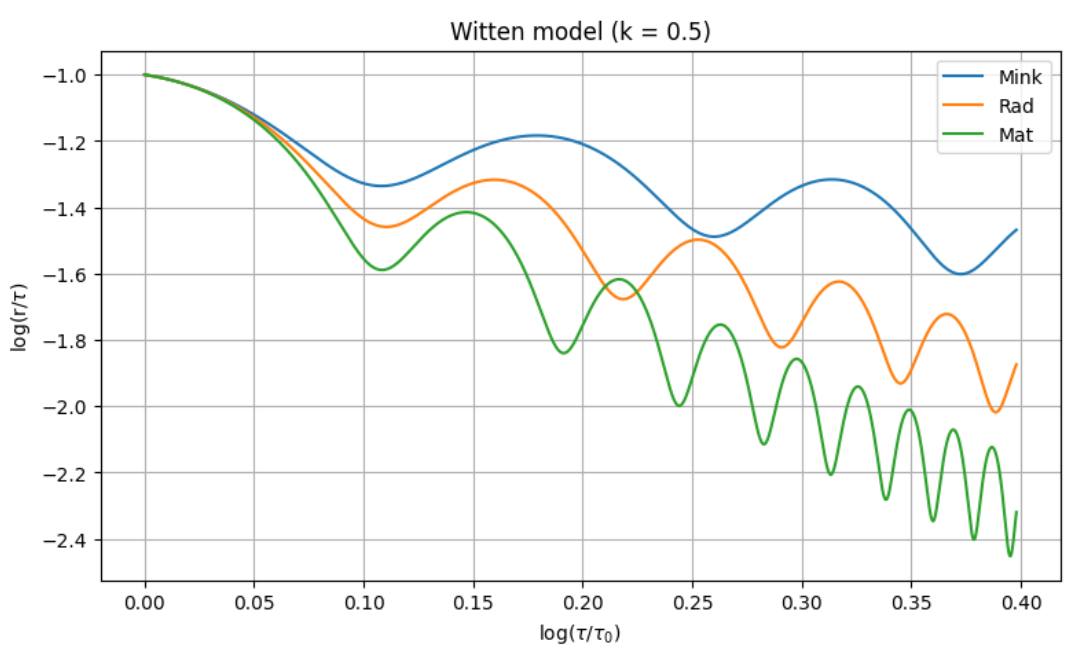 Witten model (k = 0.5)
−1.0
−1.2
−1.4
−1.6
−1.8
−2.0
−2.2
−2.4
log(r/τ)
Mink
Rad
Mat
0.00 0.05 0.10 0.15 0.20 0.25 0.30 0.35 0.40
log(τ/τ₀)